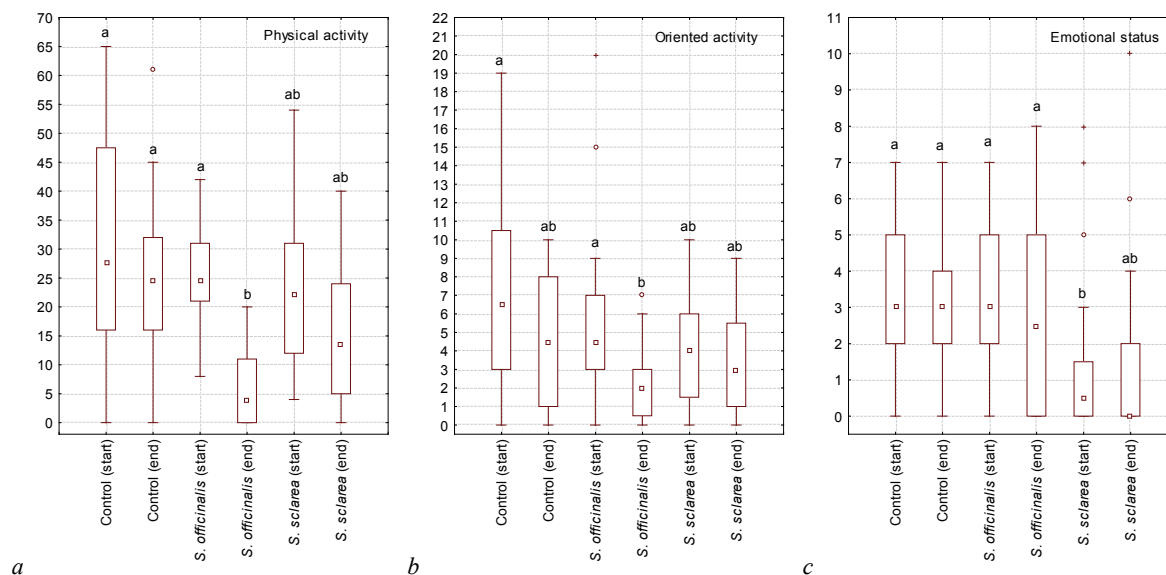 Physical activity
70
65
60
55
50
45
40
35
30
25
20
15
10
5
0
a
a
a
b
ab
ab
Control (start)
Control (end)
S. officinalis (start)
S. officinalis (end)
S. sclarea (start)
S. sclarea (end)
a
Oriented activity
22
21
20
19
18
17
16
15
14
13
12
11
10
9
8
7
6
5
4
3
2
1
0
a
ab
a
b
ab
ab
Control (start)
Control (end)
S. officinalis (start)
S. officinalis (end)
S. sclarea (start)
S. sclarea (end)
b
Emotional status
11
10
9
8
7
6
5
4
3
2
1
0
a
a
a
a
b
ab
Control (start)
Control (end)
S. officinalis (start)
S. officinalis (end)
S. sclarea (start)
S. sclarea (end)
c